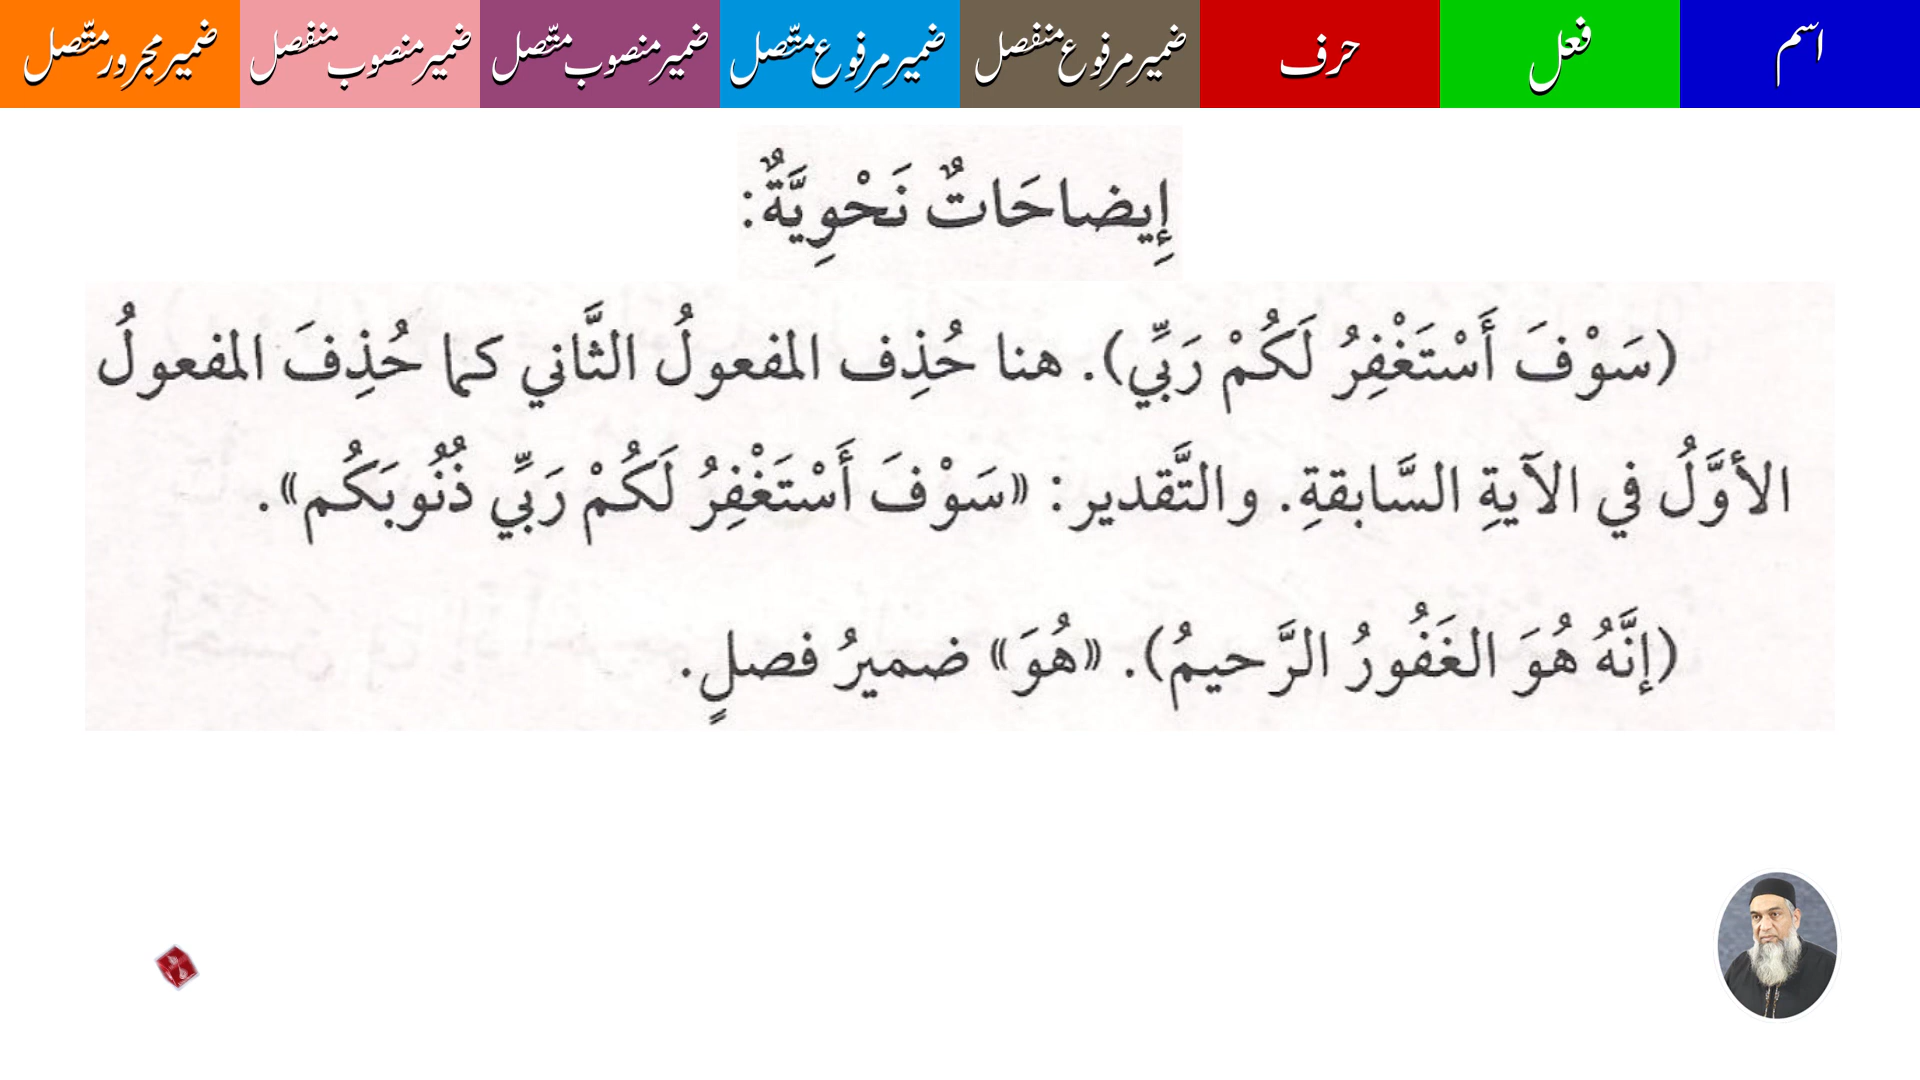 اسم فعل حرف ضمیر مرفوع منفصل ضمیر مرفوع متّصل ضمیر منصوب متّصل ضمیر منصوب منفصل ضمیر مجرور متّصل
إِيضاحَاتٌ نَحْوِيَّةٌ:
(سَوْفَ أَسْتَغْفِرُ لَكُمْ رَبِّي). هنا حُذِف المفعولُ الثَّاني كما حُذِفَ المفعولُ
الأوَّلُ في الآيةِ السَّابقةِ. والتَّقدير: «سَوْفَ أَسْتَغْفِرُ لَكُمْ رَبِّي ذُنُوبَكُم».
(إنَّهُ هُوَ الغَفُورُ الرَّحيمُ). «هُوَ» ضميرُ فصلٍ.